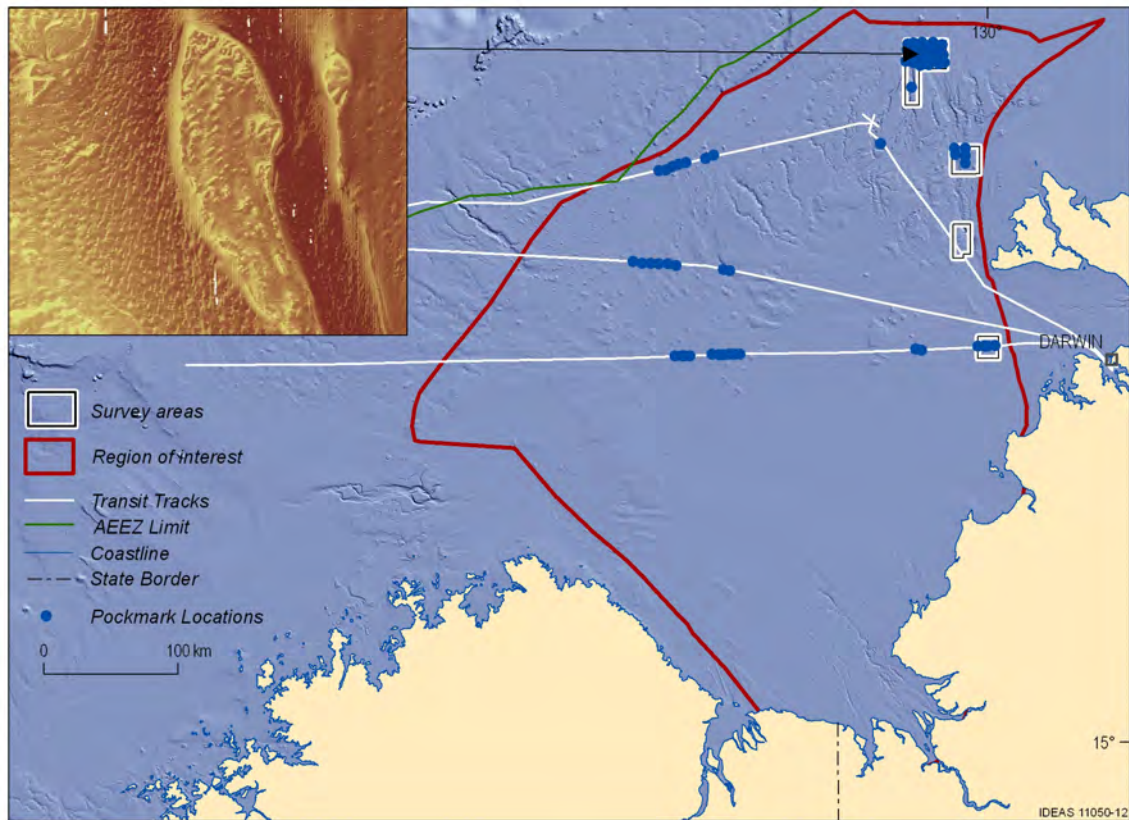 130°
DARWIN
Survey areas
Region of interest
Transit Tracks
AEEZ Limit
Coastline
State Border
Pockmark Locations
0 100 km
15°
IDEAS 11050-12